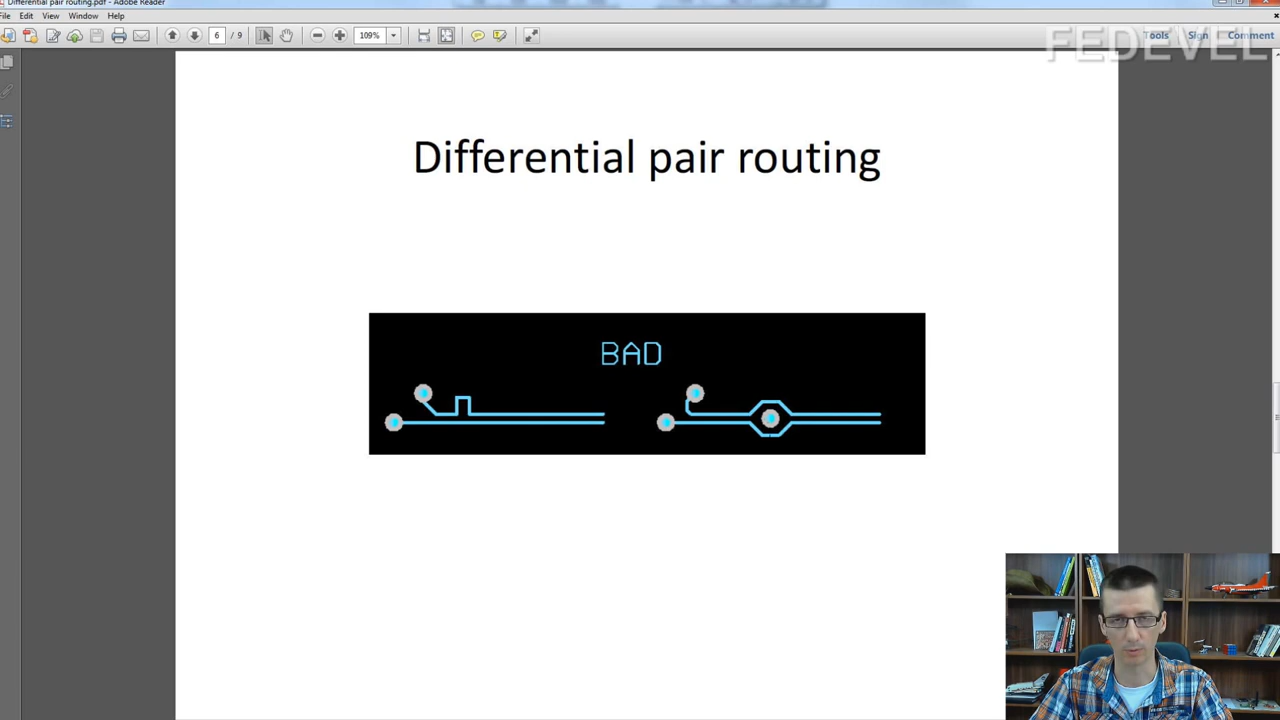 Differential pair routing.pdf - Adobe Reader
File Edit View Window Help
6 / 9 109% Tools Sign Comment
FEDEVEL
Differential pair routing
BAD